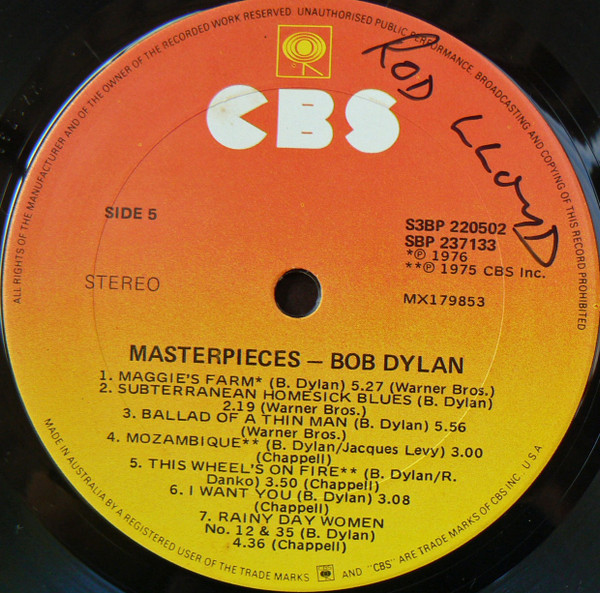 ALL RIGHTS OF THE MANUFACTURER AND OF THE OWNER OF THE RECORDED WORK RESERVED. UNAUTHORISED PUBLIC PERFORMANCE, BROADCASTING AND COPYING OF THIS RECORD PROHIBITED
CBS
ROD LLOYD
SIDE 5
S3BP 220502
SBP 237133
*Ⓟ 1976
**Ⓟ 1975 CBS Inc.
STEREO
MX179853
MASTERPIECES – BOB DYLAN
1. MAGGIE'S FARM* (B. Dylan) 5.27 (Warner Bros.)
2. SUBTERRANEAN HOMESICK BLUES (B. Dylan)
2.19 (Warner Bros.)
3. BALLAD OF A THIN MAN (B. Dylan) 5.56
(Warner Bros.)
4. MOZAMBIQUE** (B. Dylan/Jacques Levy) 3.00
(Chappell)
5. THIS WHEEL'S ON FIRE** (B. Dylan/R.
Danko) 3.50 (Chappell)
6. I WANT YOU (B. Dylan) 3.08
(Chappell)
7. RAINY DAY WOMEN
No. 12 & 35 (B. Dylan)
4.36 (Chappell)
MADE IN AUSTRALIA BY A REGISTERED USER OF THE TRADE MARKS AND "CBS" ARE TRADE MARKS OF CBS INC. U.S.A.